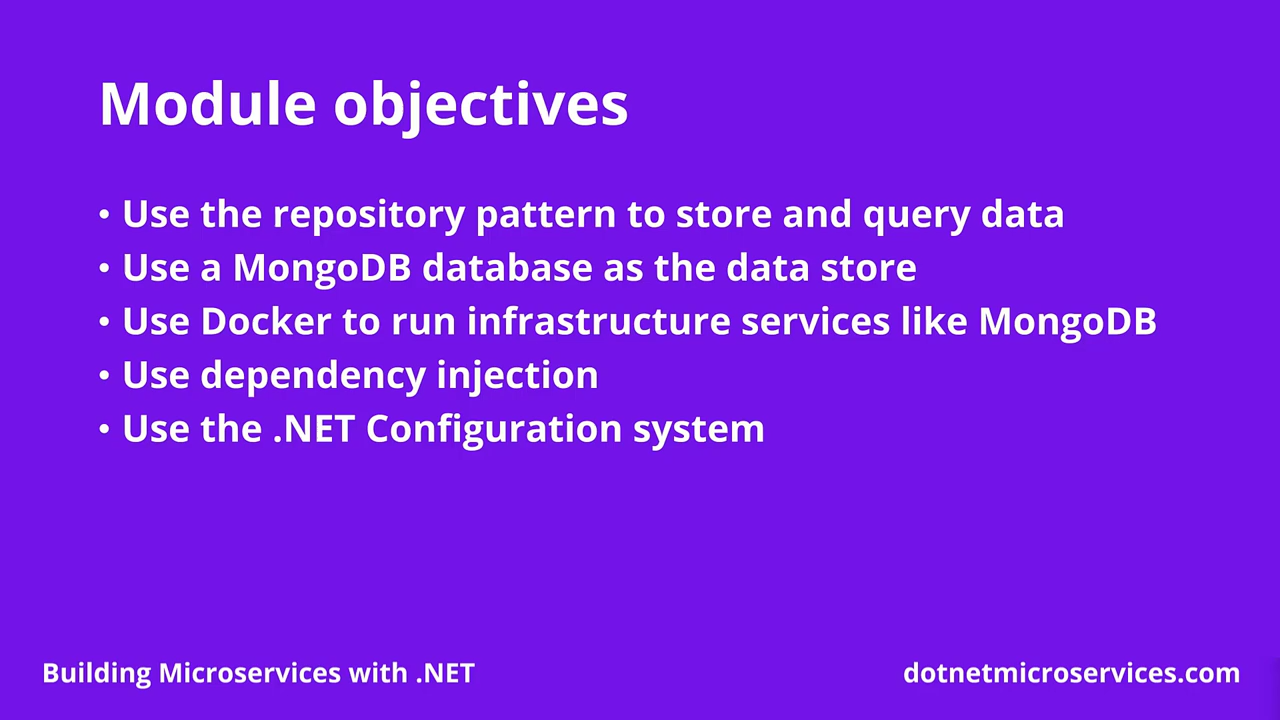 Module objectives
• Use the repository pattern to store and query data
• Use a MongoDB database as the data store
• Use Docker to run infrastructure services like MongoDB
• Use dependency injection
• Use the .NET Configuration system
Building Microservices with .NET
dotnetmicroservices.com